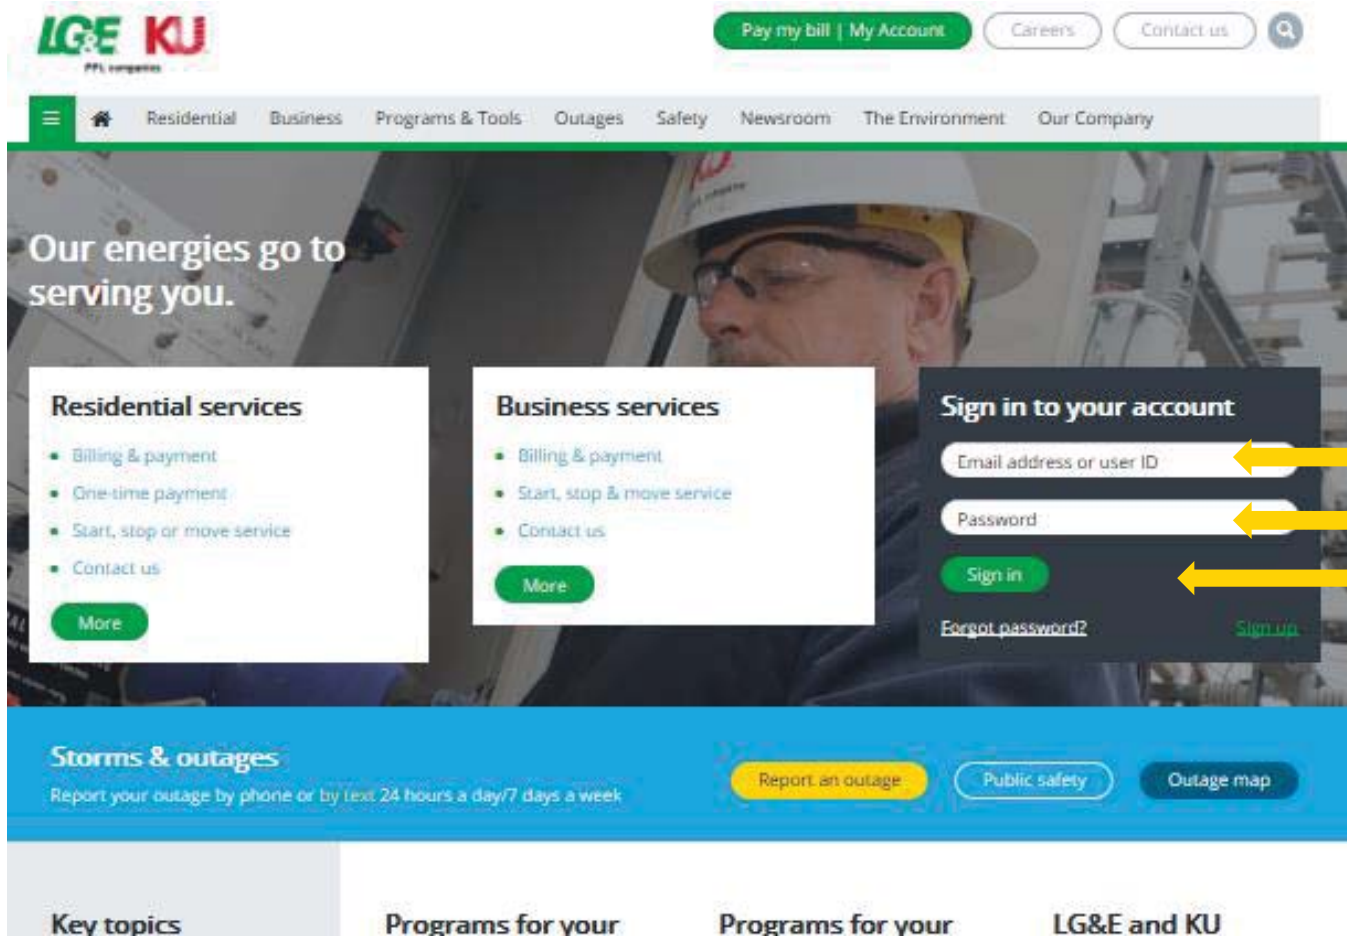 LG&E KU
PPL companies
Pay my bill | My Account
Careers
Contact us
Residential
Business
Programs & Tools
Outages
Safety
Newsroom
The Environment
Our Company
KU
Our energies go to
serving you.
Residential services
Billing & payment
One-time payment
Start, stop or move service
Contact us
More
Business services
Billing & payment
Start, stop & move service
Contact us
More
Sign in to your account
Email address or user ID
Password
Sign in
Forgot password?
Sign up
Storms & outages
Report your outage by phone or by text 24 hours a day/7 days a week
Report an outage
Public safety
Outage map
Key topics
Programs for your
Programs for your
LG&E and KU